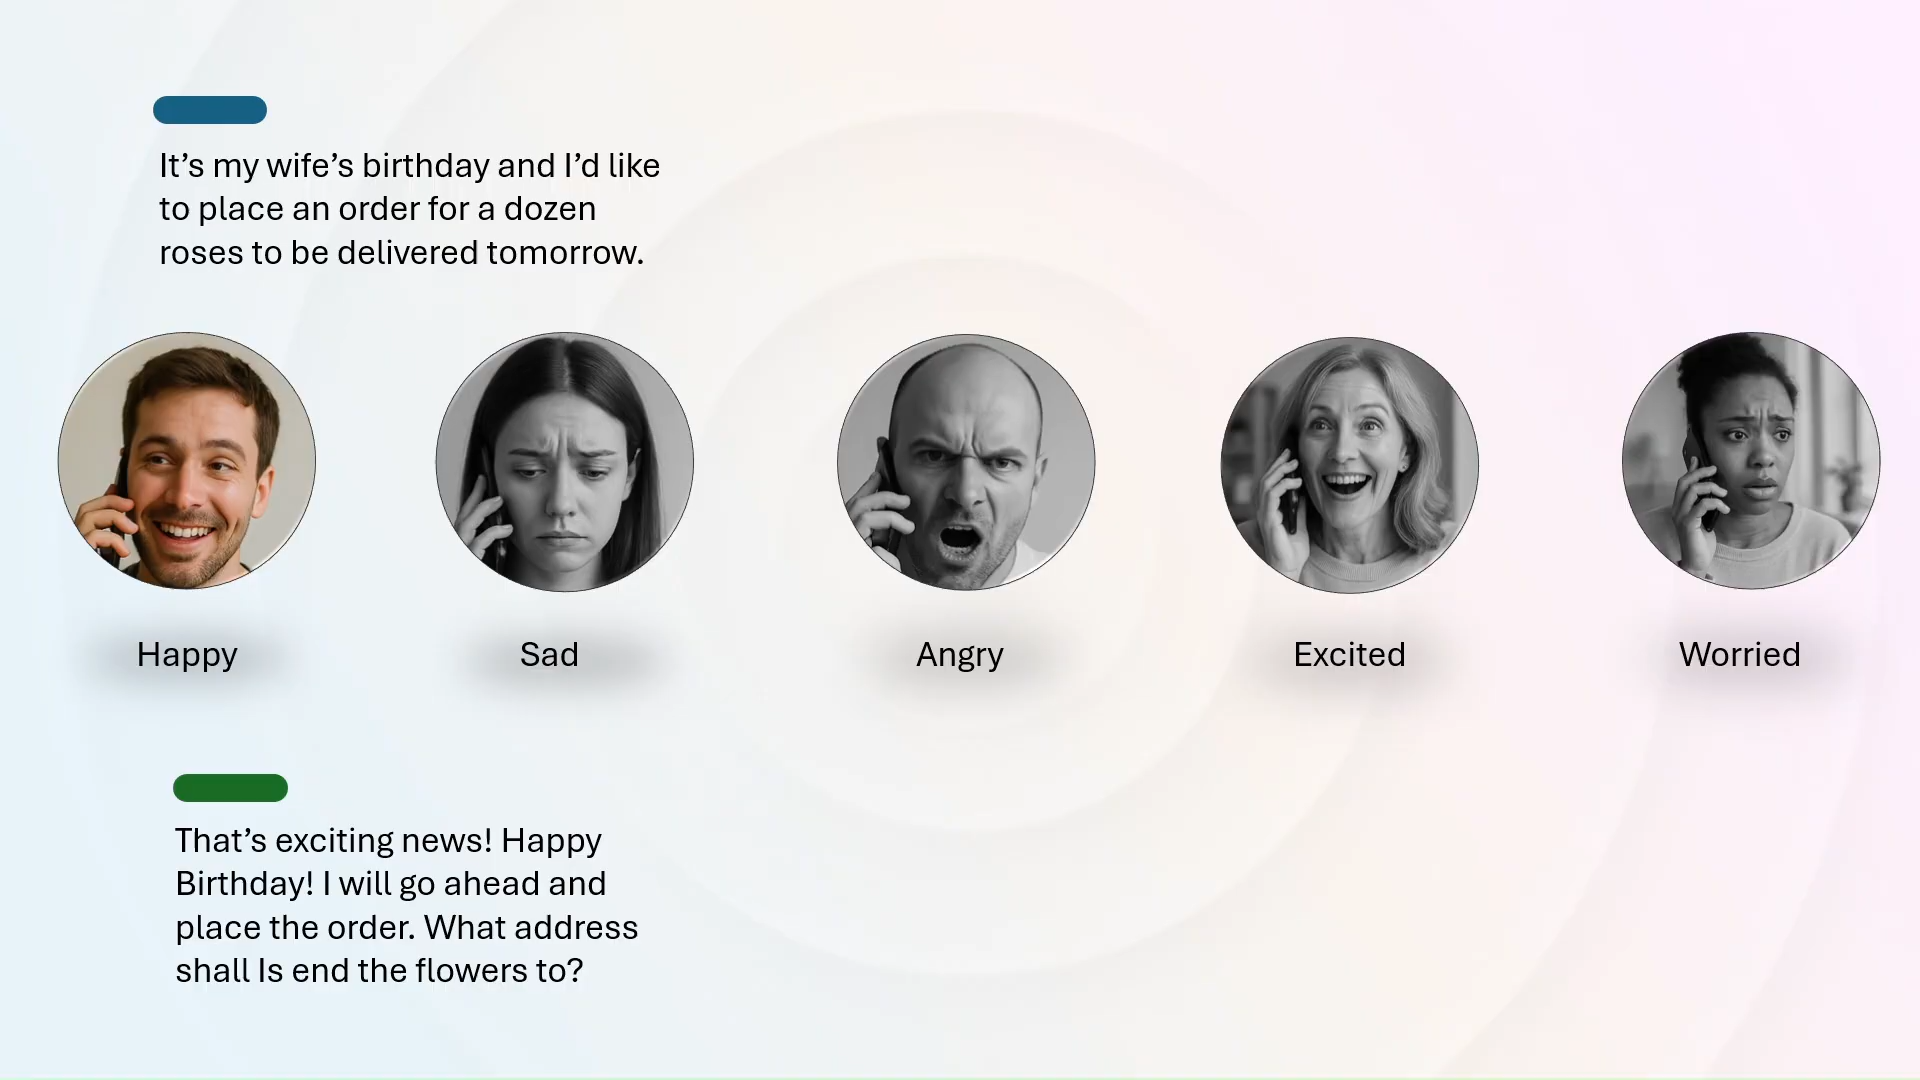 It’s my wife’s birthday and I’d like
to place an order for a dozen
roses to be delivered tomorrow.
Happy
Sad
Angry
Excited
Worried
That’s exciting news! Happy
Birthday! I will go ahead and
place the order. What address
shall Is end the flowers to?